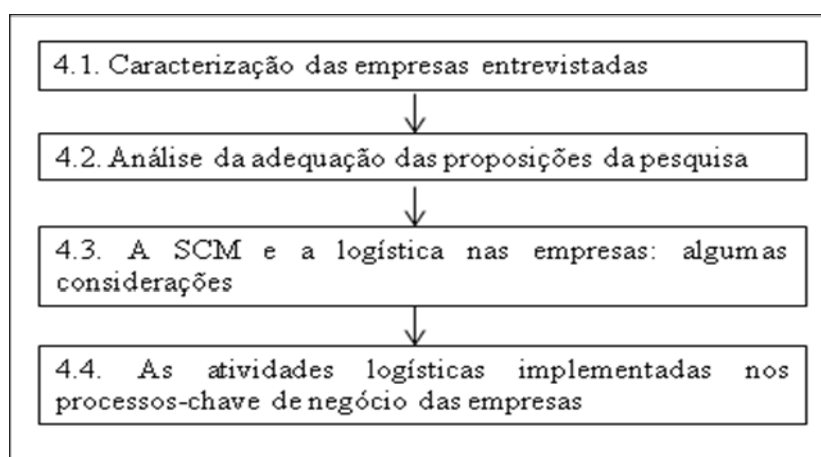 4.1. Caracterização das empresas entrevistadas
4.2. Análise da adequação das proposições da pesquisa
4.3. A SCM e a logística nas empresas: algumas
considerações
4.4. As atividades logísticas implementadas nos
processos-chave de negócio das empresas